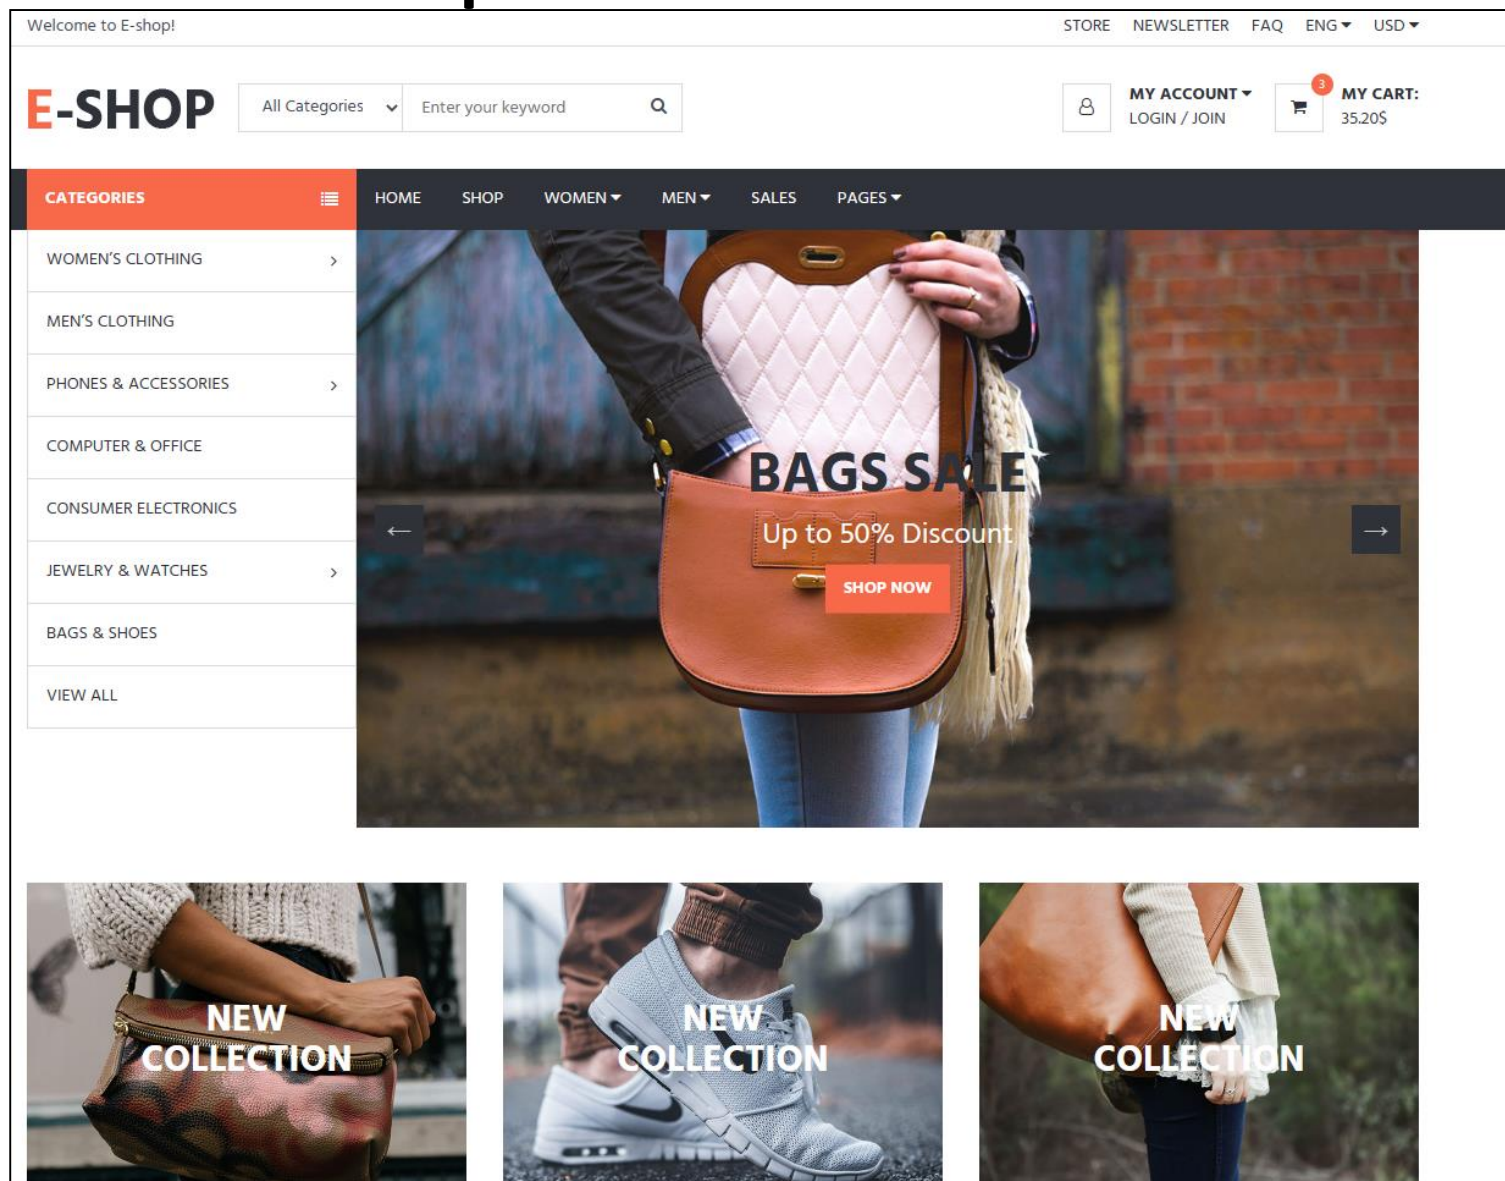 Welcome to E-shop!
STORE NEWSLETTER FAQ ENG USD
E-SHOP
All Categories
Enter your keyword
MY ACCOUNT
LOGIN / JOIN
3
MY CART:
35.20$
CATEGORIES
HOME SHOP WOMEN MEN SALES PAGES
WOMEN'S CLOTHING
MEN'S CLOTHING
PHONES & ACCESSORIES
COMPUTER & OFFICE
CONSUMER ELECTRONICS
JEWELRY & WATCHES
BAGS & SHOES
VIEW ALL
BAGS SALE
Up to 50% Discount
SHOP NOW
NEW
COLLECTION
NEW
COLLECTION
NEW
COLLECTION